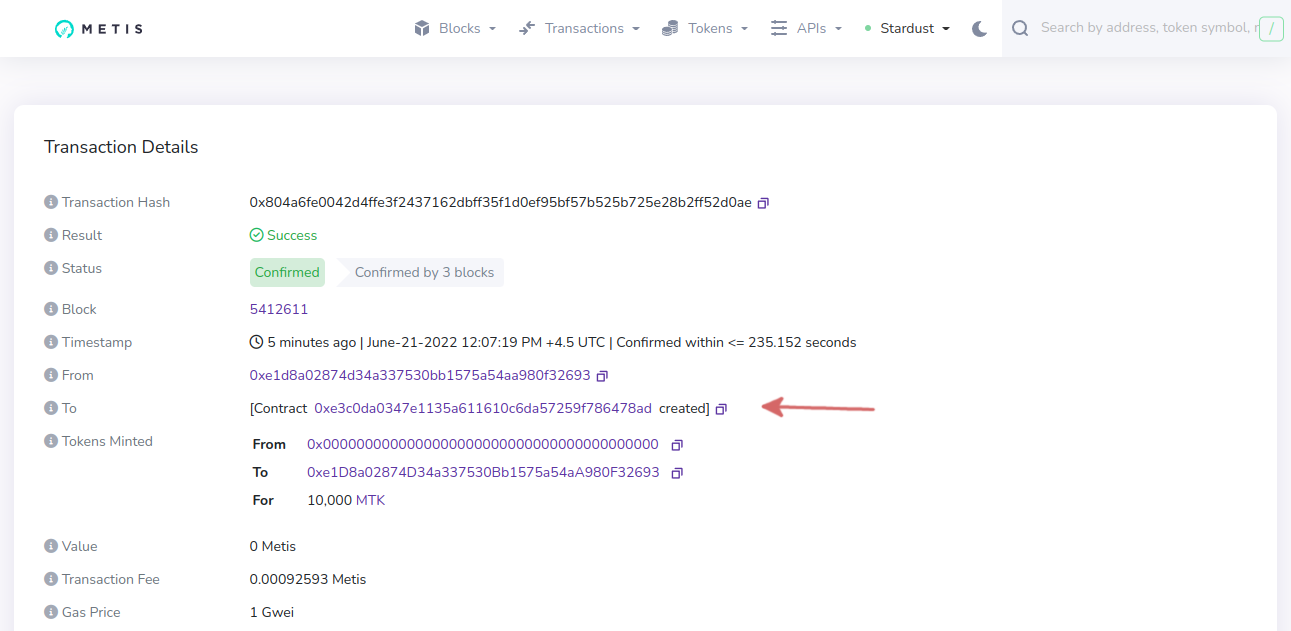 METIS Blocks Transactions Tokens APIs Stardust Search by address, token symbol, r /
Transaction Details
Transaction Hash 0x804a6fe0042d4ffe3f2437162dbff35f1d0ef95bf57b525b725e28b2ff52d0ae
Result Success
Status Confirmed Confirmed by 3 blocks
Block 5412611
Timestamp 5 minutes ago | June-21-2022 12:07:19 PM +4.5 UTC | Confirmed within <= 235.152 seconds
From 0xe1d8a02874d34a337530bb1575a54aa980f32693
To [Contract 0xe3c0da0347e1135a611610c6da57259f786478ad created]
Tokens Minted From 0x0000000000000000000000000000000000000000
To 0xe1D8a02874D34a337530Bb1575a54aA980F32693
For 10,000 MTK
Value 0 Metis
Transaction Fee 0.00092593 Metis
Gas Price 1 Gwei